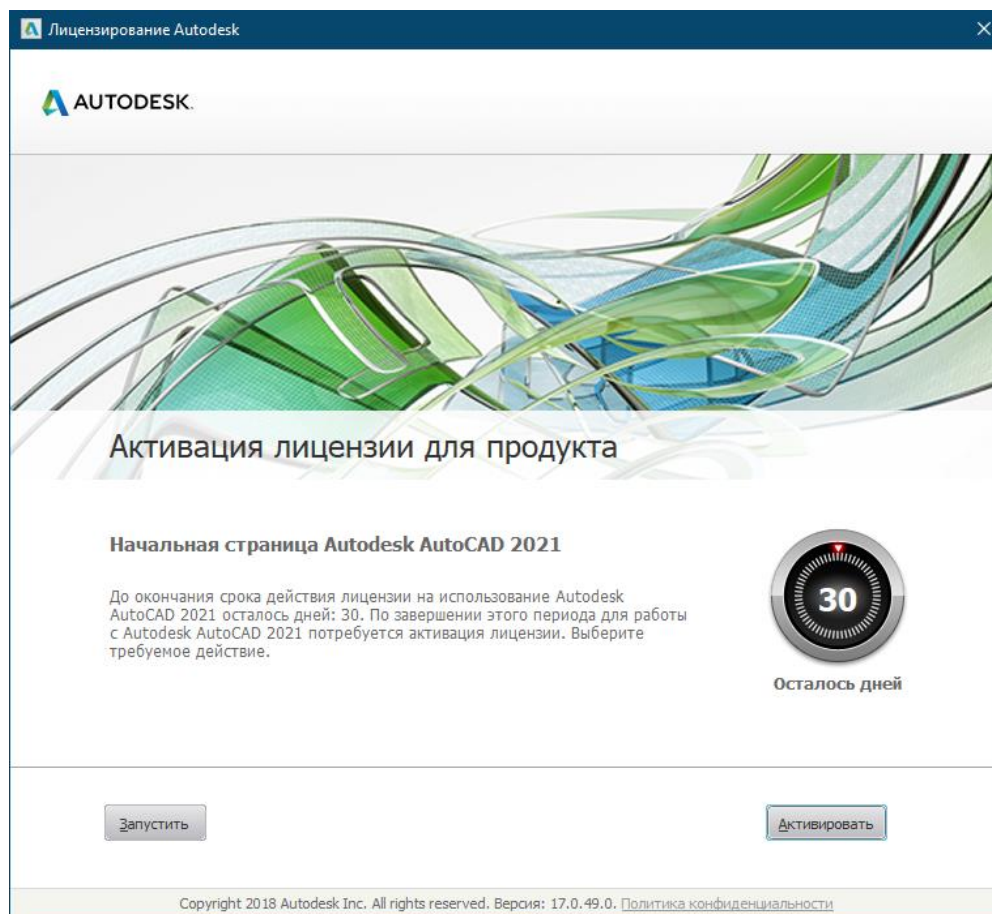 Лицензирование Autodesk
AUTODESK.
Активация лицензии для продукта
Начальная страница Autodesk AutoCAD 2021
До окончания срока действия лицензии на использование Autodesk
AutoCAD 2021 осталось дней: 30. По завершении этого периода для работы
с Autodesk AutoCAD 2021 потребуется активация лицензии. Выберите
требуемое действие.
30
Осталось дней
Запустить
Активировать
Copyright 2018 Autodesk Inc. All rights reserved. Версия: 17.0.49.0. Политика конфиденциальности